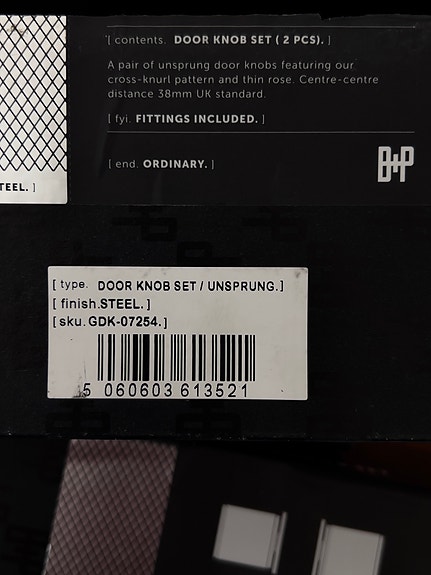 [ contents. DOOR KNOB SET ( 2 PCS). ]
A pair of unsprung door knobs featuring our
cross-knurl pattern and thin rose. Centre-centre
distance 38mm UK standard.
[ fyi. FITTINGS INCLUDED. ]
[ end. ORDINARY. ]
B+P
TEEL. ]
[ type. DOOR KNOB SET / UNSPRUNG.]
[ finish.STEEL. ]
[ sku.GDK-07254.]
5 060603 613521